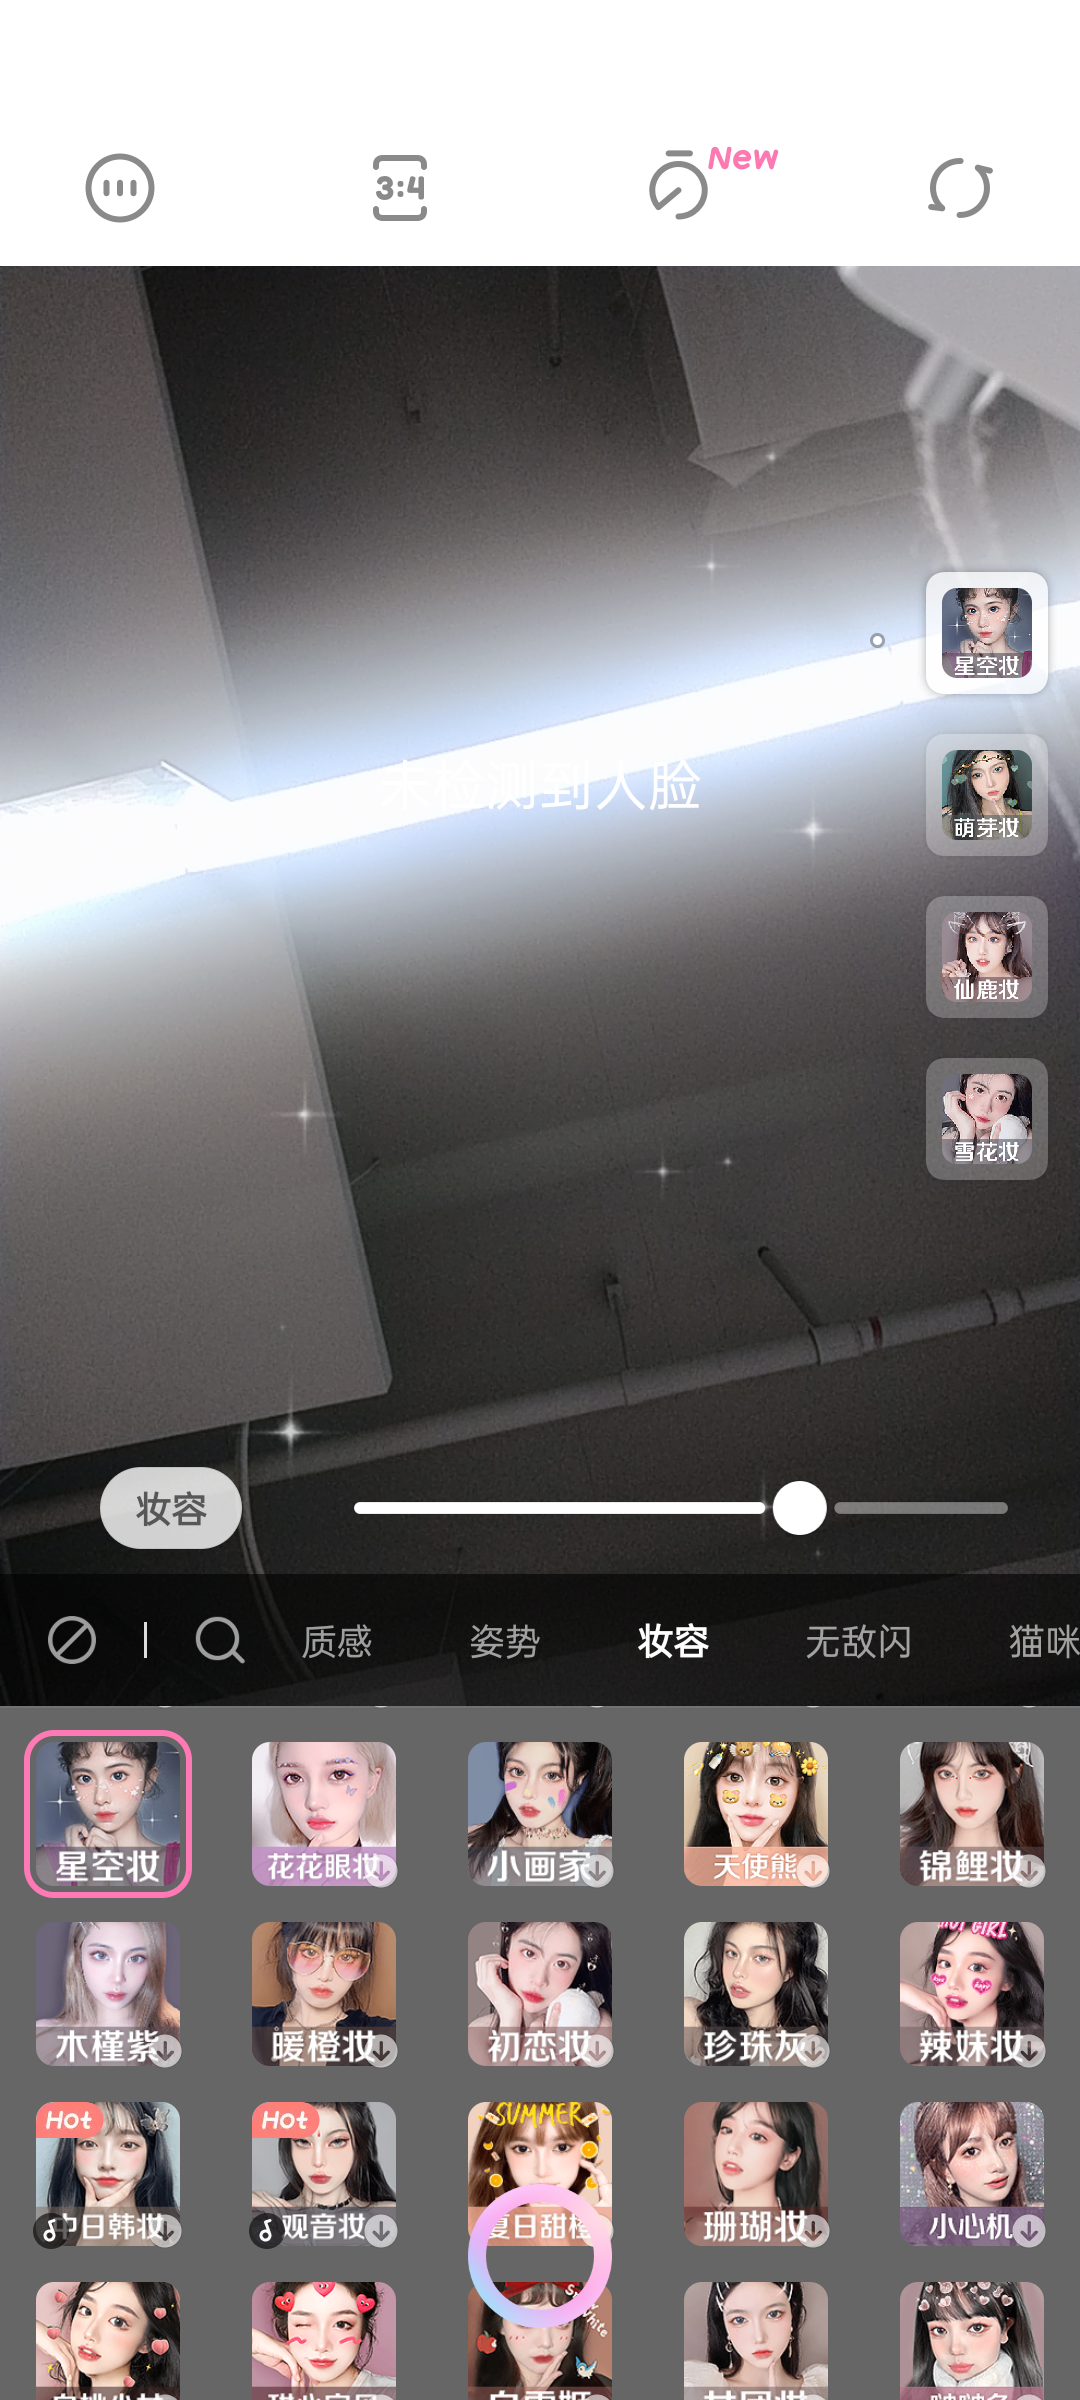 3:4
New
星空妆
未检测到人脸
萌芽妆
仙鹿妆
雪花妆
妆容
质感 姿势 妆容 无敌闪 猫咪
星空妆 花花眼妆 小画家 天使熊 锦鲤妆
HOT GIRL
木槿紫 暖橙妆 初恋妆 珍珠灰 辣妹妆
Hot Hot SUMMER
中日韩妆 观音妆 夏日甜橙 珊瑚妆 小心机